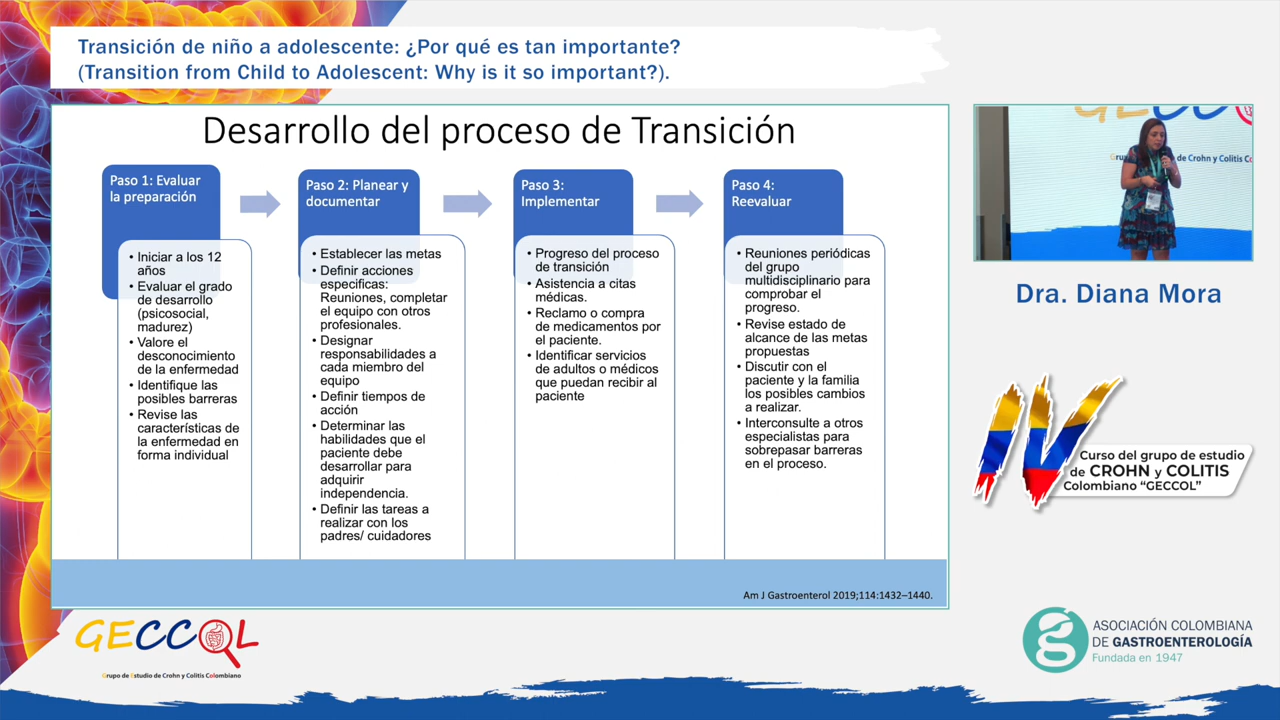 Transición de niño a adolescente: ¿Por qué es tan importante?
(Transition from Child to Adolescent: Why is it so important?).
Desarrollo del proceso de Transición
Paso 1: Evaluar
la preparación
• Iniciar a los 12
años
• Evaluar el grado
de desarrollo
(psicosocial,
madurez)
• Valore el
desconocimiento
de la enfermedad
• Identifique las
posibles barreras
• Revise las
características de
la enfermedad en
forma individual
Paso 2: Planear y
documentar
• Establecer las metas
• Definir acciones
especificas:
Reuniones, completar
el equipo con otros
profesionales.
• Designar
responsabilidades a
cada miembro del
equipo
• Definir tiempos de
acción
• Determinar las
habilidades que el
paciente debe
desarrollar para
adquirir
independencia.
• Definir las tareas a
realizar con los
padres/ cuidadores
Paso 3:
Implementar
• Progreso del proceso
de transición
• Asistencia a citas
médicas.
• Reclamo o compra
de medicamentos por
el paciente.
• Identificar servicios
de adultos o médicos
que puedan recibir al
paciente
Paso 4:
Reevaluar
• Reuniones periódicas
del grupo
multidisciplinario para
comprobar el
progreso.
• Revise estado de
alcance de las metas
propuestas
• Discutir con el
paciente y la familia
los posibles cambios
a realizar.
• Interconsulte a otros
especialistas para
sobrepasar barreras
en el proceso.
Am J Gastroenterol 2019;114:1432–1440.
Dra. Diana Mora
IV
Curso del grupo de estudio
de CROHN y COLITIS
Colombiano “GECCOL”
GECCOL
Grupo de Estudio de Crohn y Colitis Colombiano
ASOCIACIÓN COLOMBIANA
DE GASTROENTEROLOGÍA
Fundada en 1947